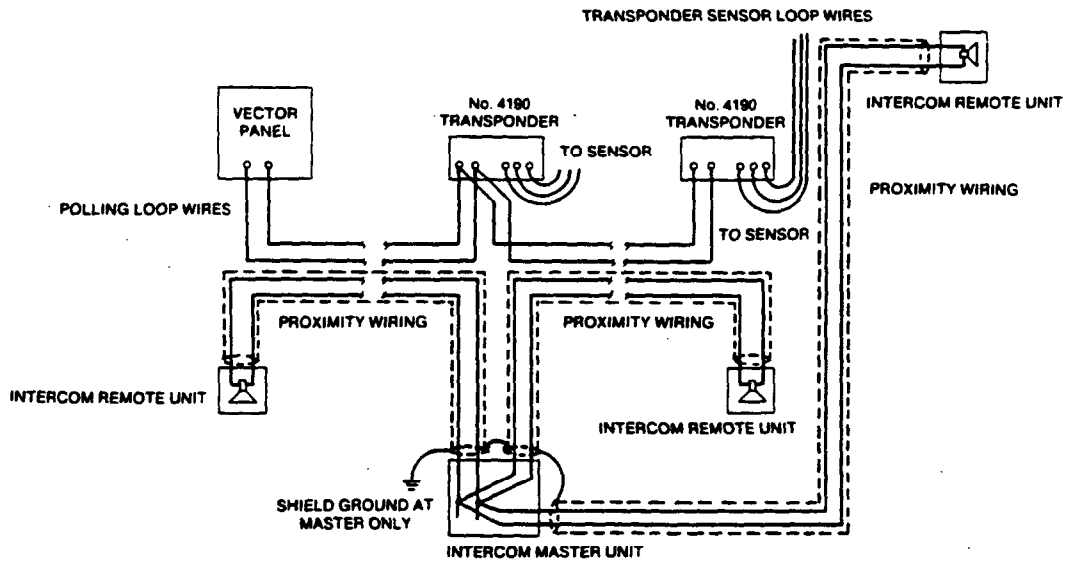 TRANSPONDER SENSOR LOOP WIRES
INTERCOM REMOTE UNIT
VECTOR
PANEL
No. 4190
TRANSPONDER
No. 4190
TRANSPONDER
TO SENSOR
PROXIMITY WIRING
POLLING LOOP WIRES
TO SENSOR
PROXIMITY WIRING
PROXIMITY WIRING
INTERCOM REMOTE UNIT
INTERCOM REMOTE UNIT
SHIELD GROUND AT
MASTER ONLY
INTERCOM MASTER UNIT